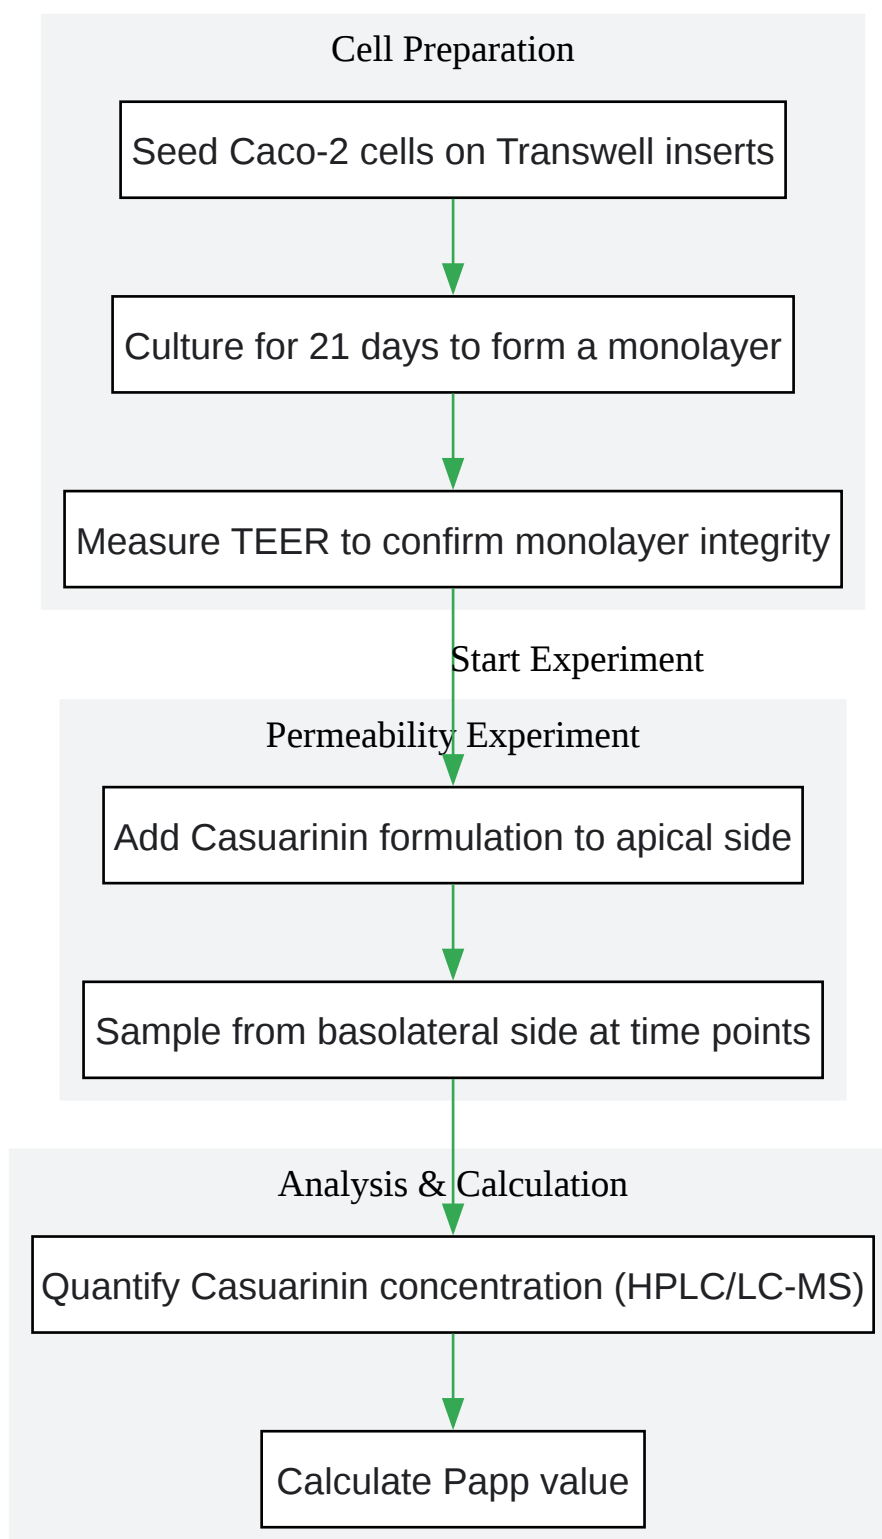 Cell Preparation
Seed Caco-2 cells on Transwell inserts
Culture for 21 days to form a monolayer
Measure TEER to confirm monolayer integrity
Start Experiment
Permeability Experiment
Add Casuarinin formulation to apical side
Sample from basolateral side at time points
Analysis & Calculation
Quantify Casuarinin concentration (HPLC/LC-MS)
Calculate Papp value